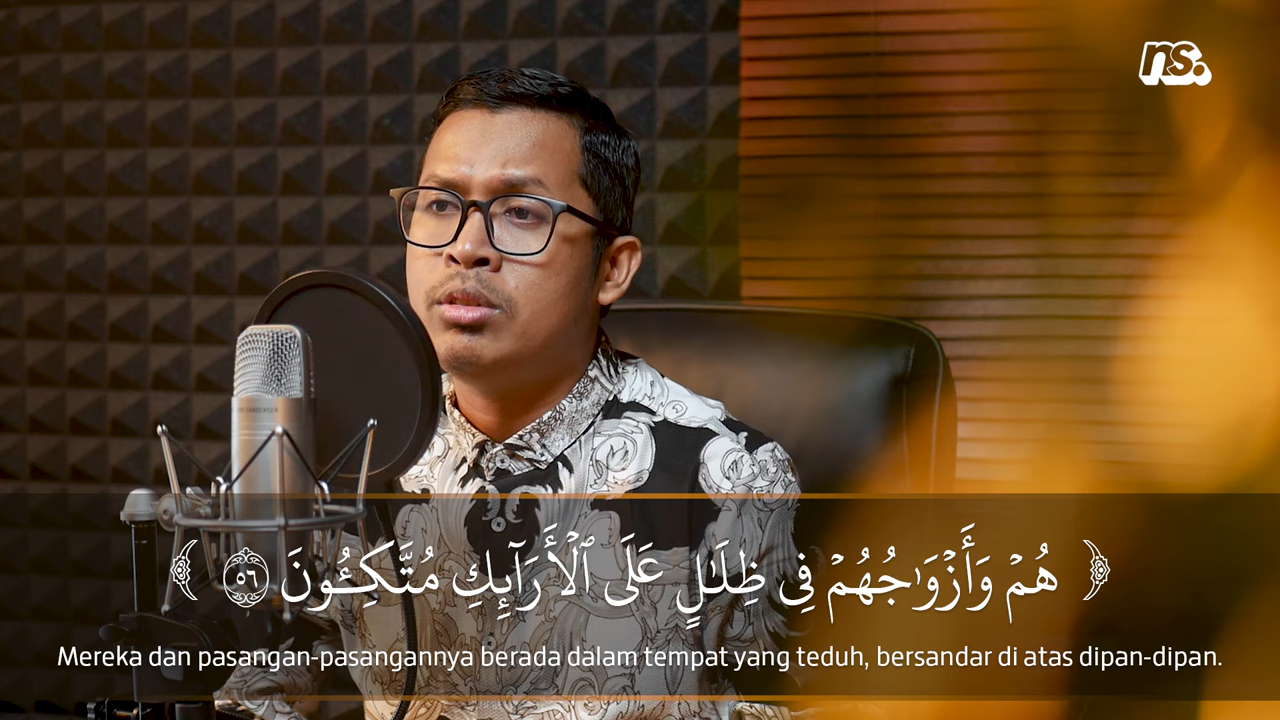 ns.
هُمۡ وَأَزۡوَٰجُهُمۡ فِي ظِلَٰلٍ عَلَى ٱلۡأَرَآئِكِ مُتَّكِـُٔونَ ٥٦
Mereka dan pasangan-pasangannya berada dalam tempat yang teduh, bersandar di atas dipan-dipan.